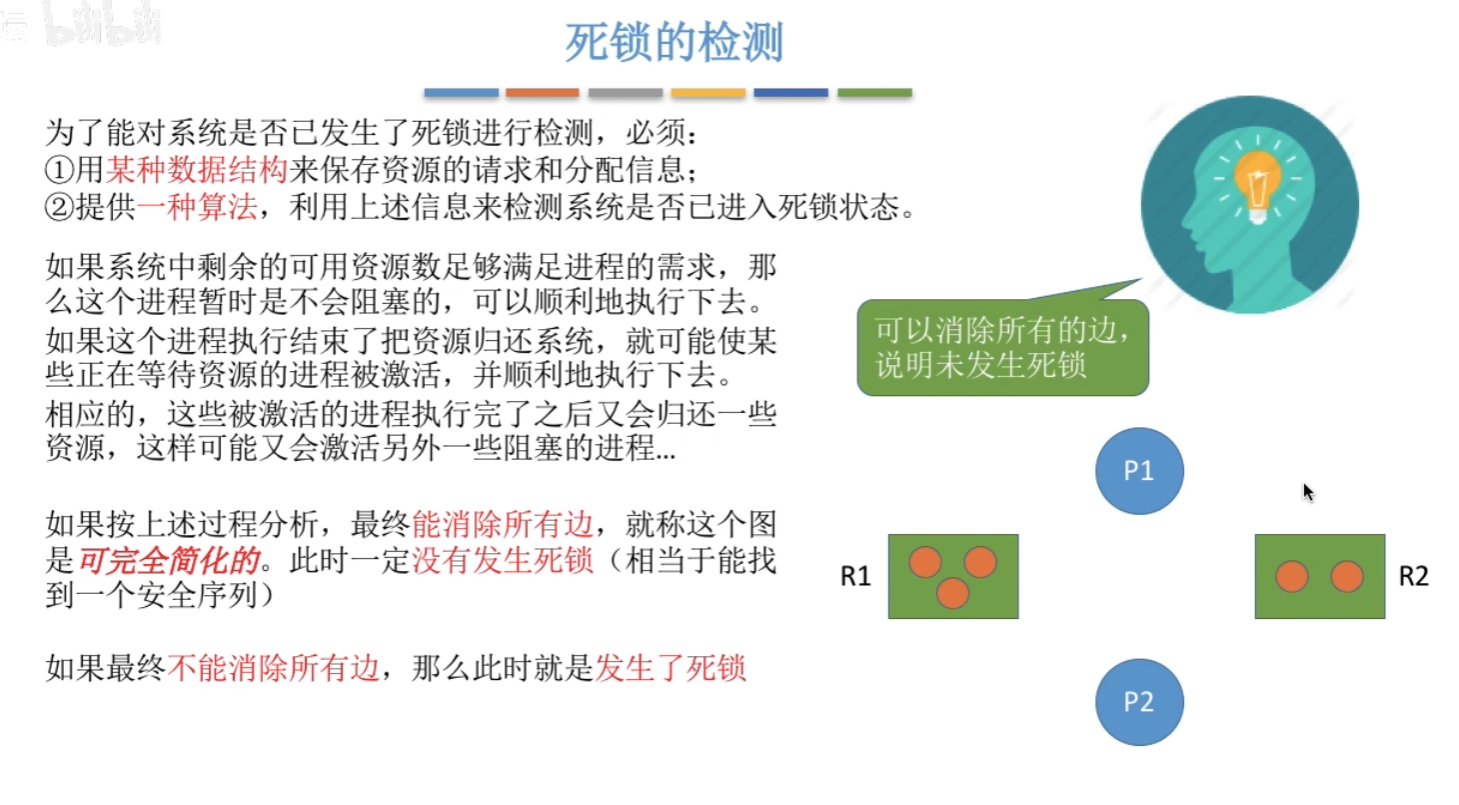 坛 bilibili
死锁的检测
为了能对系统是否已发生了死锁进行检测，必须：
①用某种数据结构来保存资源的请求和分配信息；
②提供一种算法，利用上述信息来检测系统是否已进入死锁状态。
如果系统中剩余的可用资源数足够满足进程的需求，那
么这个进程暂时是不会阻塞的，可以顺利地执行下去。
如果这个进程执行结束了把资源归还系统，就可能使某
些正在等待资源的进程被激活，并顺利地执行下去。
相应的，这些被激活的进程执行完了之后又会归还一些
资源，这样可能又会激活另外一些阻塞的进程...
如果按上述过程分析，最终能消除所有边，就称这个图
是可完全简化的。此时一定没有发生死锁（相当于能找
到一个安全序列）
如果最终不能消除所有边，那么此时就是发生了死锁
可以消除所有的边，
说明未发生死锁
P1
R1
R2
P2